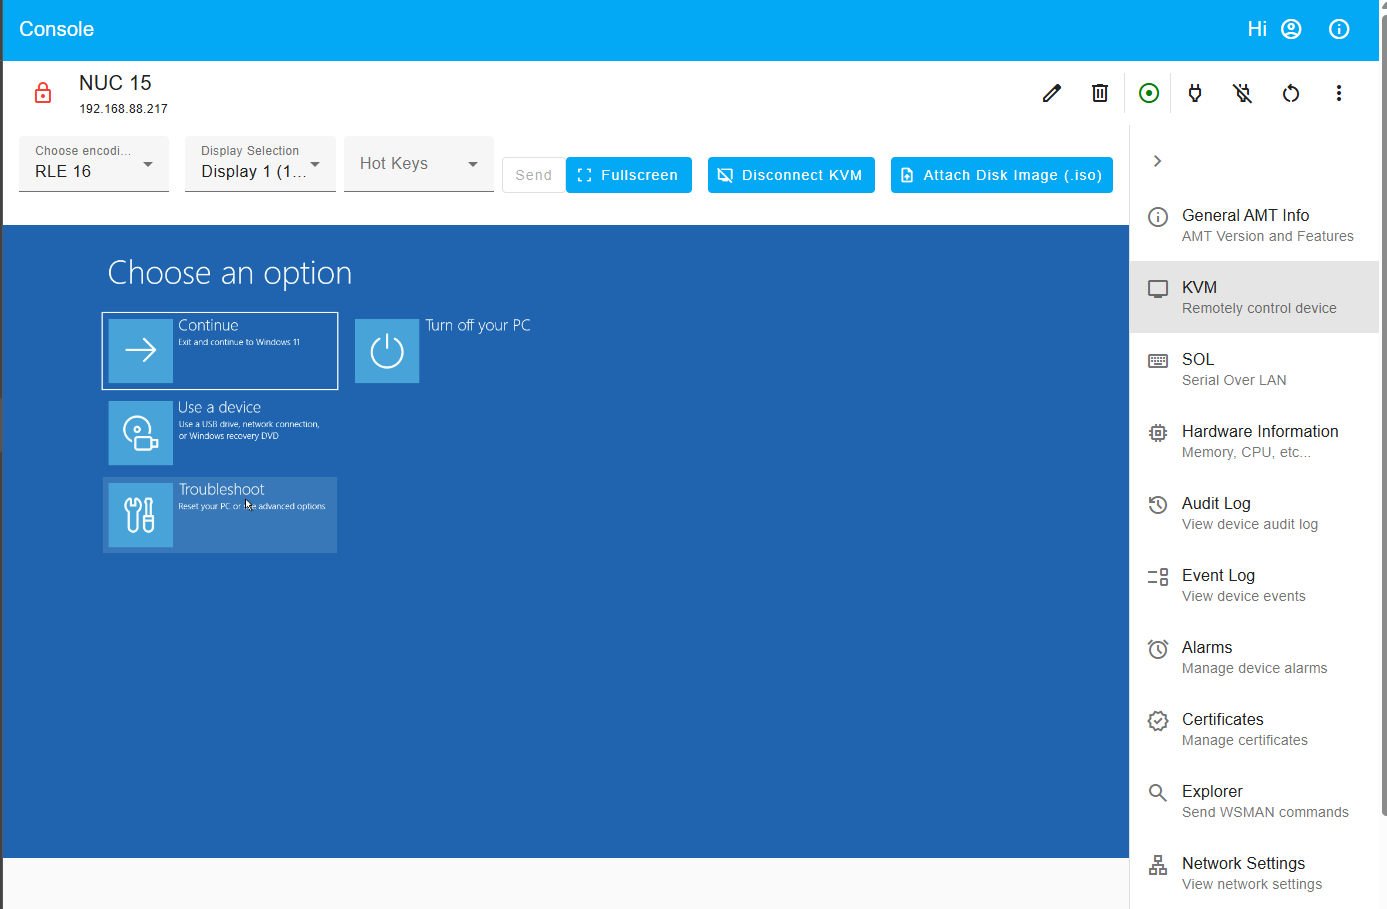 Console
Hi
NUC 15
192.168.88.217
Choose encodi...
RLE 16
Display Selection
Display 1 (1...
Hot Keys
Send
Fullscreen
Disconnect KVM
Attach Disk Image (.iso)
Choose an option
Continue
Exit and continue to Windows 11
Turn off your PC
Use a device
Use a USB drive, network connection,
or Windows recovery DVD
Troubleshoot
Reset your PC or advanced options
General AMT Info
AMT Version and Features
KVM
Remotely control device
SOL
Serial Over LAN
Hardware Information
Memory, CPU, etc...
Audit Log
View device audit log
Event Log
View device events
Alarms
Manage device alarms
Certificates
Manage certificates
Explorer
Send WSMAN commands
Network Settings
View network settings